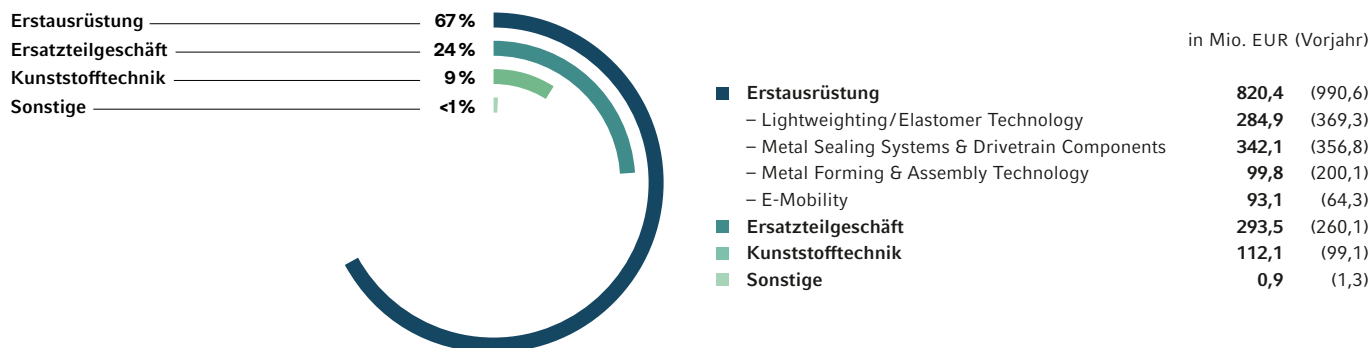 Erstausrüstung 67 %
Ersatzteilgeschäft 24 %
Kunststofftechnik 9 %
Sonstige <1 %
in Mio. EUR (Vorjahr)
Erstausrüstung 820,4 (990,6)
– Lightweighting/Elastomer Technology 284,9 (369,3)
– Metal Sealing Systems & Drivetrain Components 342,1 (356,8)
– Metal Forming & Assembly Technology 99,8 (200,1)
– E-Mobility 93,1 (64,3)
Ersatzteilgeschäft 293,5 (260,1)
Kunststofftechnik 112,1 (99,1)
Sonstige 0,9 (1,3)